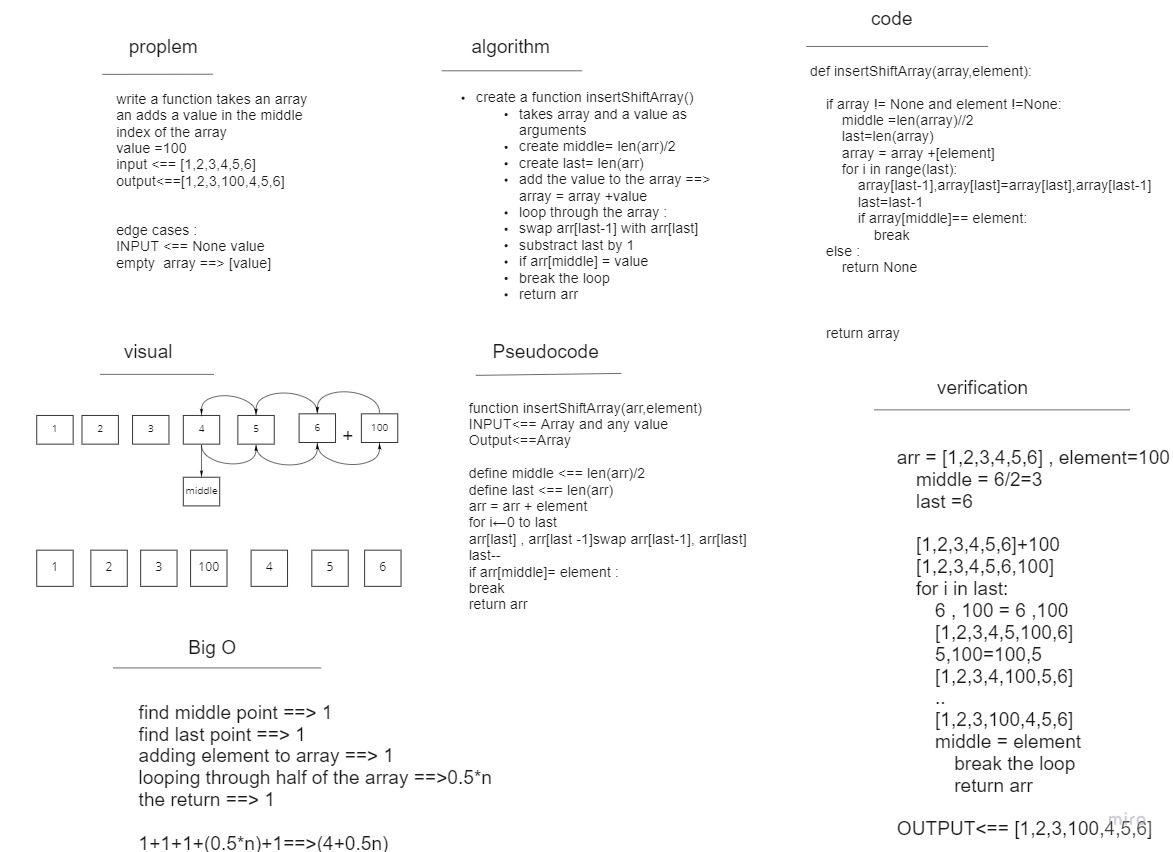 proplem
write a function takes an array
an adds a value in the middle
index of the array
value =100
input <== [1,2,3,4,5,6]
output<==[1,2,3,100,4,5,6]
edge cases :
INPUT <== None value
empty array ==> [value]
algorithm
• create a function insertShiftArray()
• takes array and a value as
arguments
• create middle= len(arr)/2
• create last= len(arr)
• add the value to the array ==>
array = array +value
• loop through the array :
• swap arr[last-1] with arr[last]
• substract last by 1
• if arr[middle] = value
• break the loop
• return arr
code
def insertShiftArray(array,element):
if array != None and element !=None:
middle =len(array)//2
last=len(array)
array = array +[element]
for i in range(last):
array[last-1],array[last]=array[last],array[last-1]
last=last-1
if array[middle]== element:
break
else :
return None
return array
visual
1 2 3 4 5 6 + 100
middle
1 2 3 100 4 5 6
Pseudocode
function insertShiftArray(arr,element)
INPUT<== Array and any value
Output<==Array
define middle <== len(arr)/2
define last <== len(arr)
arr = arr + element
for i←0 to last
arr[last] , arr[last -1]swap arr[last-1], arr[last]
last--
if arr[middle]= element :
break
return arr
verification
arr = [1,2,3,4,5,6] , element=100
middle = 6/2=3
last =6
[1,2,3,4,5,6]+100
[1,2,3,4,5,6,100]
for i in last:
6 , 100 = 6 ,100
[1,2,3,4,5,100,6]
5,100=100,5
[1,2,3,4,100,5,6]
..
[1,2,3,100,4,5,6]
middle = element
break the loop
return arr
OUTPUT<== [1,2,3,100,4,5,6]
miro
Big O
find middle point ==> 1
find last point ==> 1
adding element to array ==> 1
looping through half of the array ==>0.5*n
the return ==> 1
1+1+1+(0.5*n)+1==>(4+0.5n)